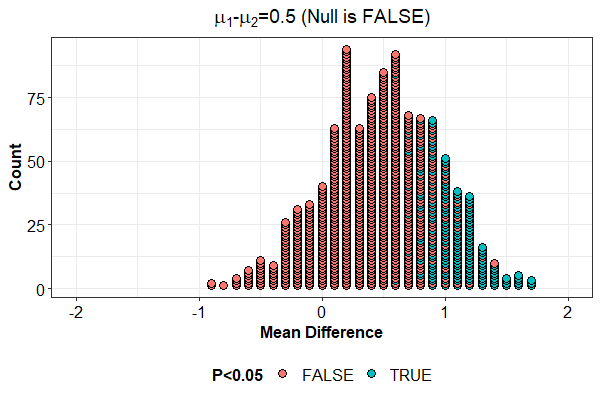 μ₁-μ₂=0.5 (Null is FALSE)
Count
75
50
25
0
-2
-1
0
1
2
Mean Difference
P<0.05 FALSE TRUE